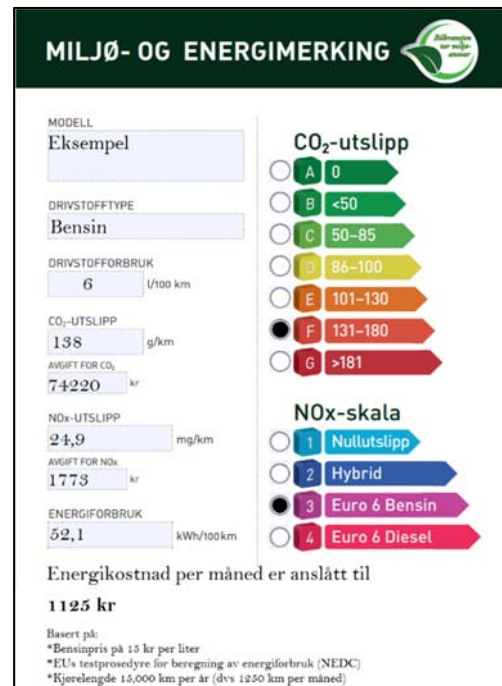 MILJØ- OG ENERGIMERKING
Bilbransjen
tar miljø-
ansvar
MODELL
Eksempel
DRIVSTOFFTYPE
Bensin
DRIVSTOFFORBRUK
6 l/100 km
CO₂-UTSLIPP
138 g/km
AVGIFT FOR CO₂
74220 kr
NOx-UTSLIPP
24,9 mg/km
AVGIFT FOR NOx
1773 kr
ENERGIFORBRUK
52,1 kWh/100km
CO₂-utslipp
A 0
B <50
C 50–85
D 86–100
E 101–130
F 131–180
G >181
NOx-skala
1 Nullutslipp
2 Hybrid
3 Euro 6 Bensin
4 Euro 6 Diesel
Energikostnad per måned er anslått til
1125 kr
Basert på:
*Bensinpris på 15 kr per liter
*EUs testprosedyre for beregning av energiforbruk (NEDC)
*Kjørelengde 15,000 km per år (dvs 1250 km per måned)